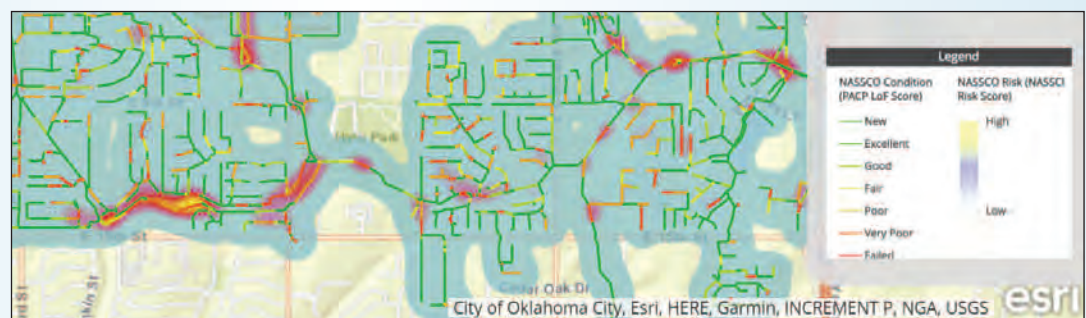 Legend
NASSCO Condition
(PACP LoF Score)
NASSCO Risk (NASSCO
Risk Score)
New
Excellent
Good
Fair
Poor
Very Poor
Failed
High
Low
Cedar Oak Dr
City of Oklahoma City, Esri, HERE, Garmin, INCREMENT P, NGA, USGS
esri